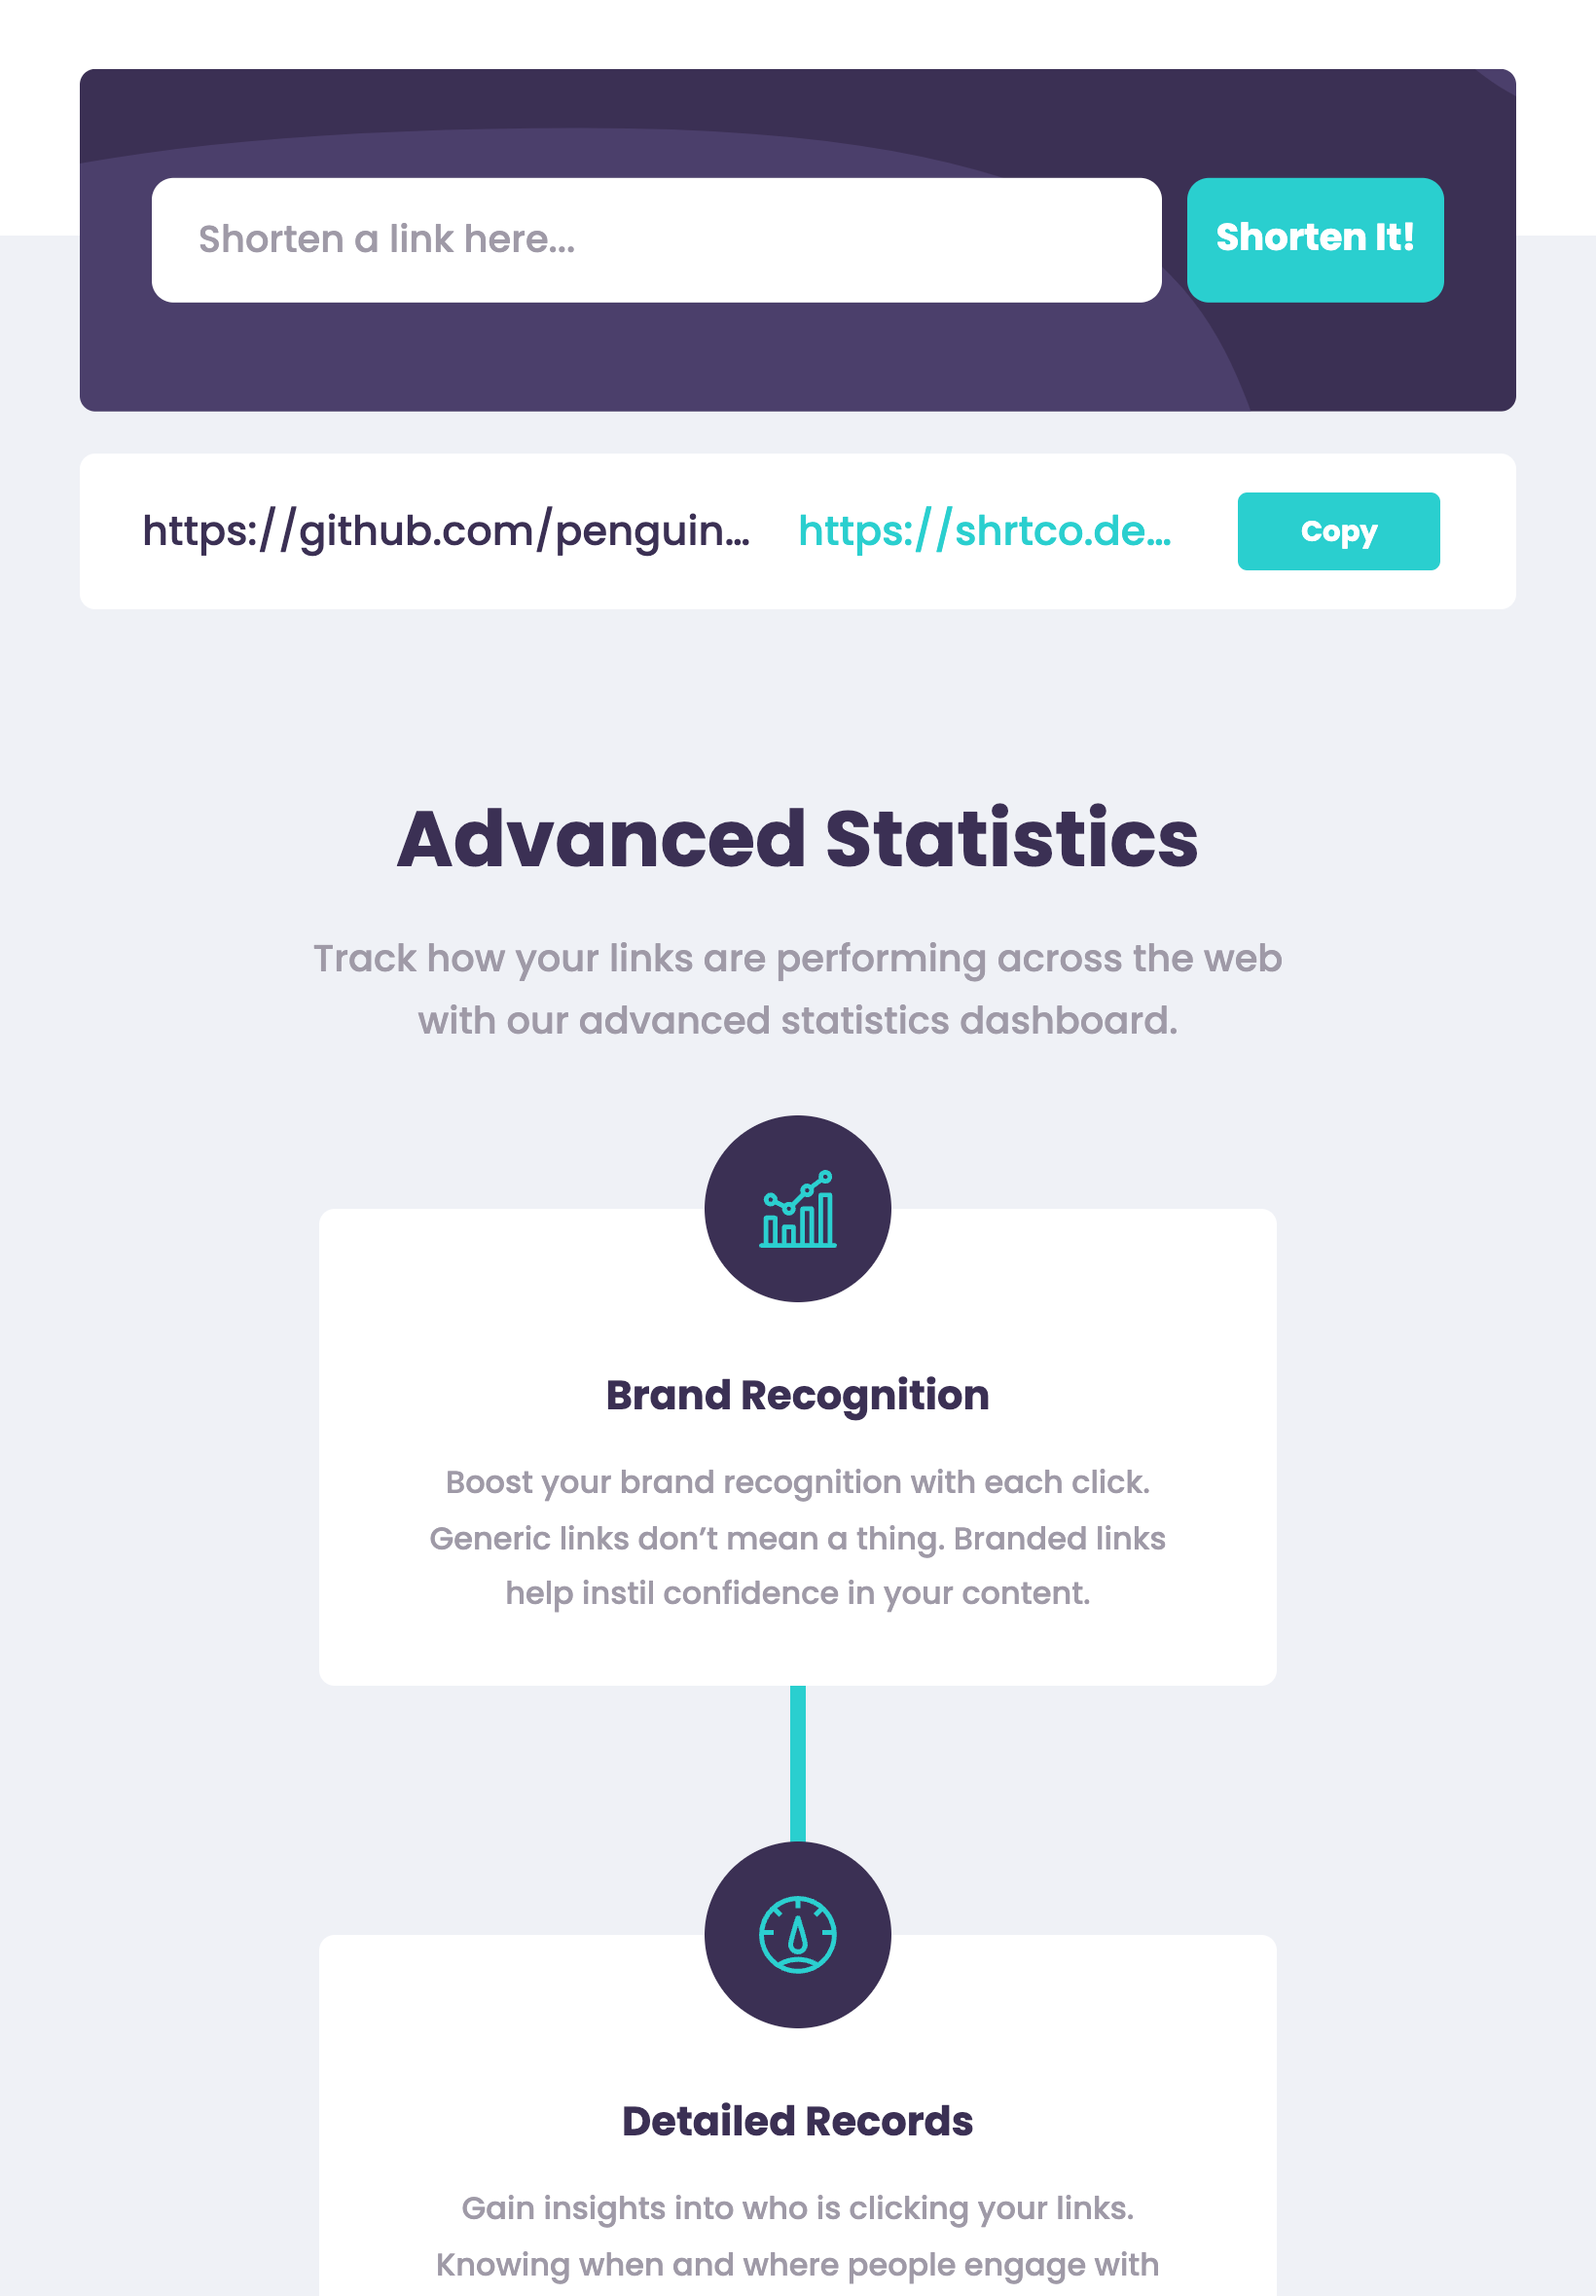 Shorten a link here...
Shorten It!
https://github.com/penguin...
https://shrtco.de...
Copy
Advanced Statistics
Track how your links are performing across the web
with our advanced statistics dashboard.
Brand Recognition
Boost your brand recognition with each click.
Generic links don’t mean a thing. Branded links
help instil confidence in your content.
Detailed Records
Gain insights into who is clicking your links.
Knowing when and where people engage with